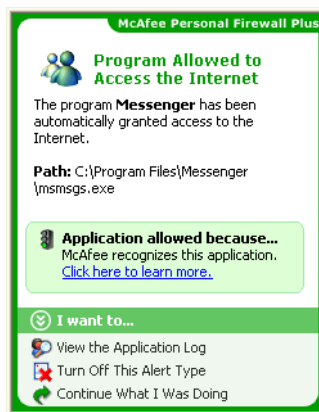 McAfee Personal Firewall Plus
Program Allowed to
Access the Internet
The program Messenger has been
automatically granted access to the
Internet.
Path: C:\Program Files\Messenger
\msmsgs.exe
Application allowed because...
McAfee recognizes this application.
Click here to learn more.
I want to...
View the Application Log
Turn Off This Alert Type
Continue What I Was Doing